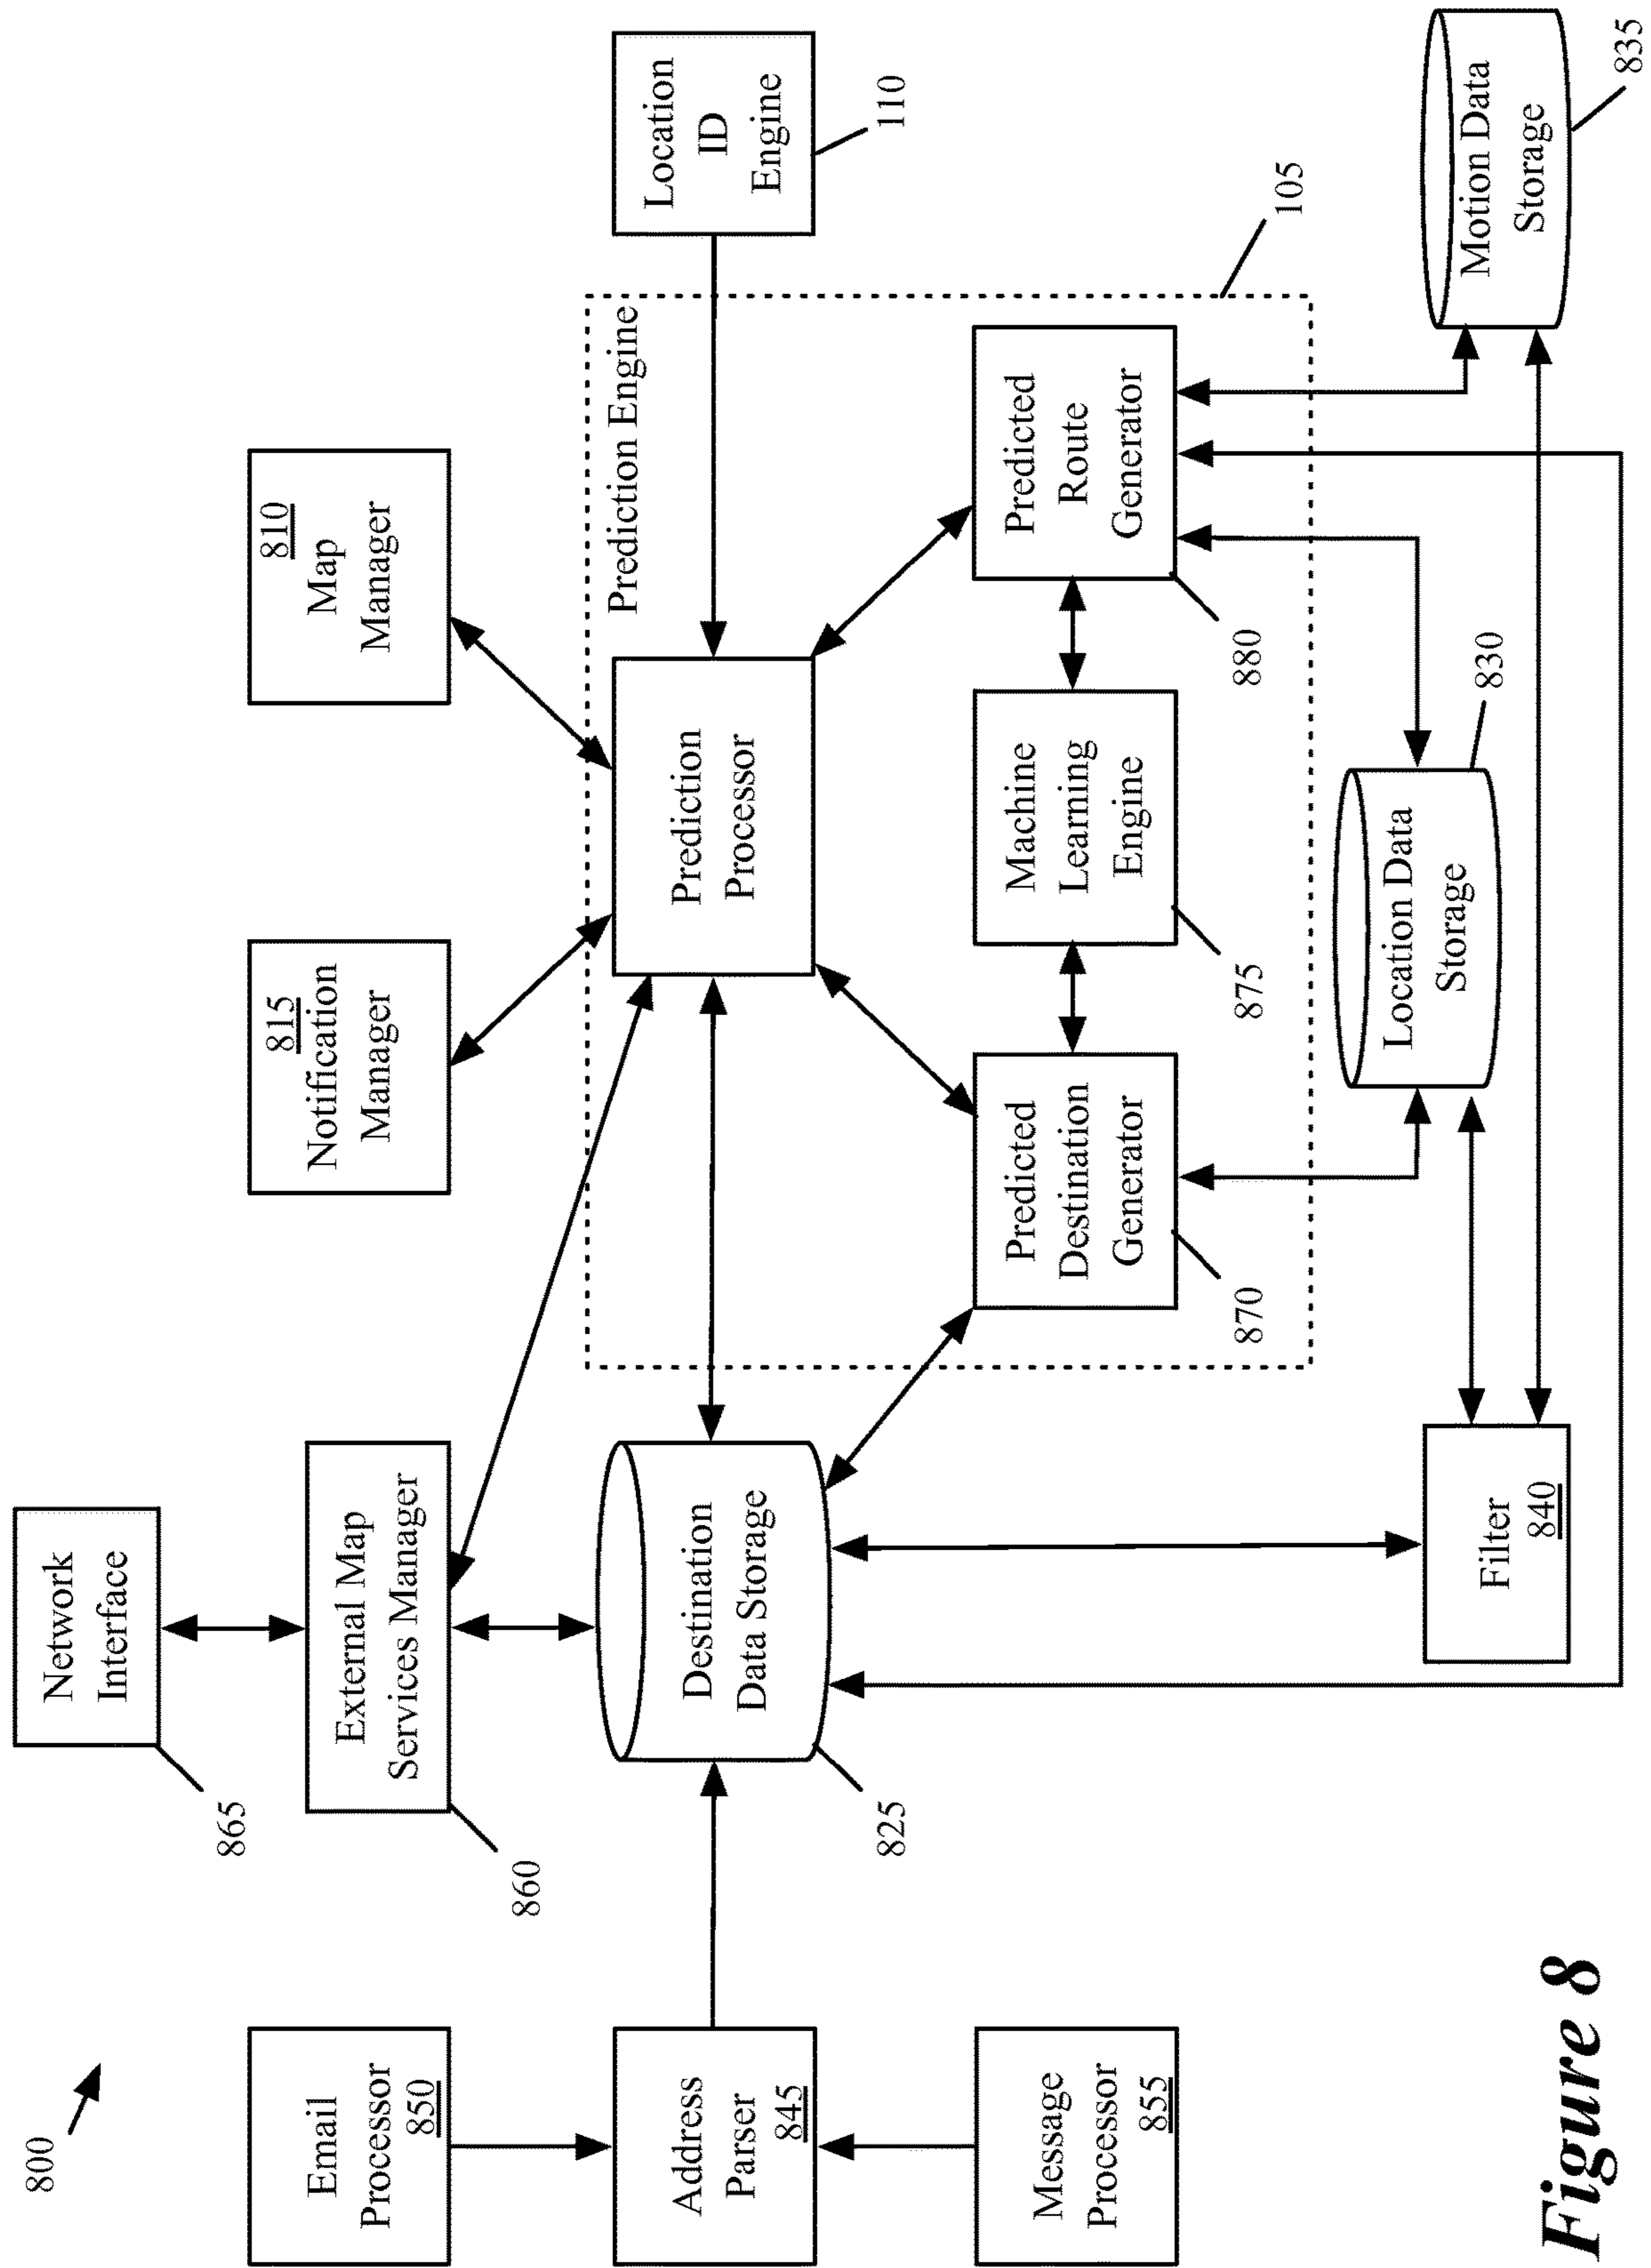 800
Network
Interface
865
810
Map
Manager
815
Notification
Manager
External Map
Services Manager
860
Email
Processor
850
Prediction Engine
Location
ID
Engine
110
Prediction
Processor
Destination
Data Storage
825
Address
Parser
845
105
Predicted
Route
Generator
880
Machine
Learning
Engine
875
Predicted
Destination
Generator
870
Message
Processor
855
Motion Data
Storage
835
Location Data
Storage
830
Filter
840
Figure 8